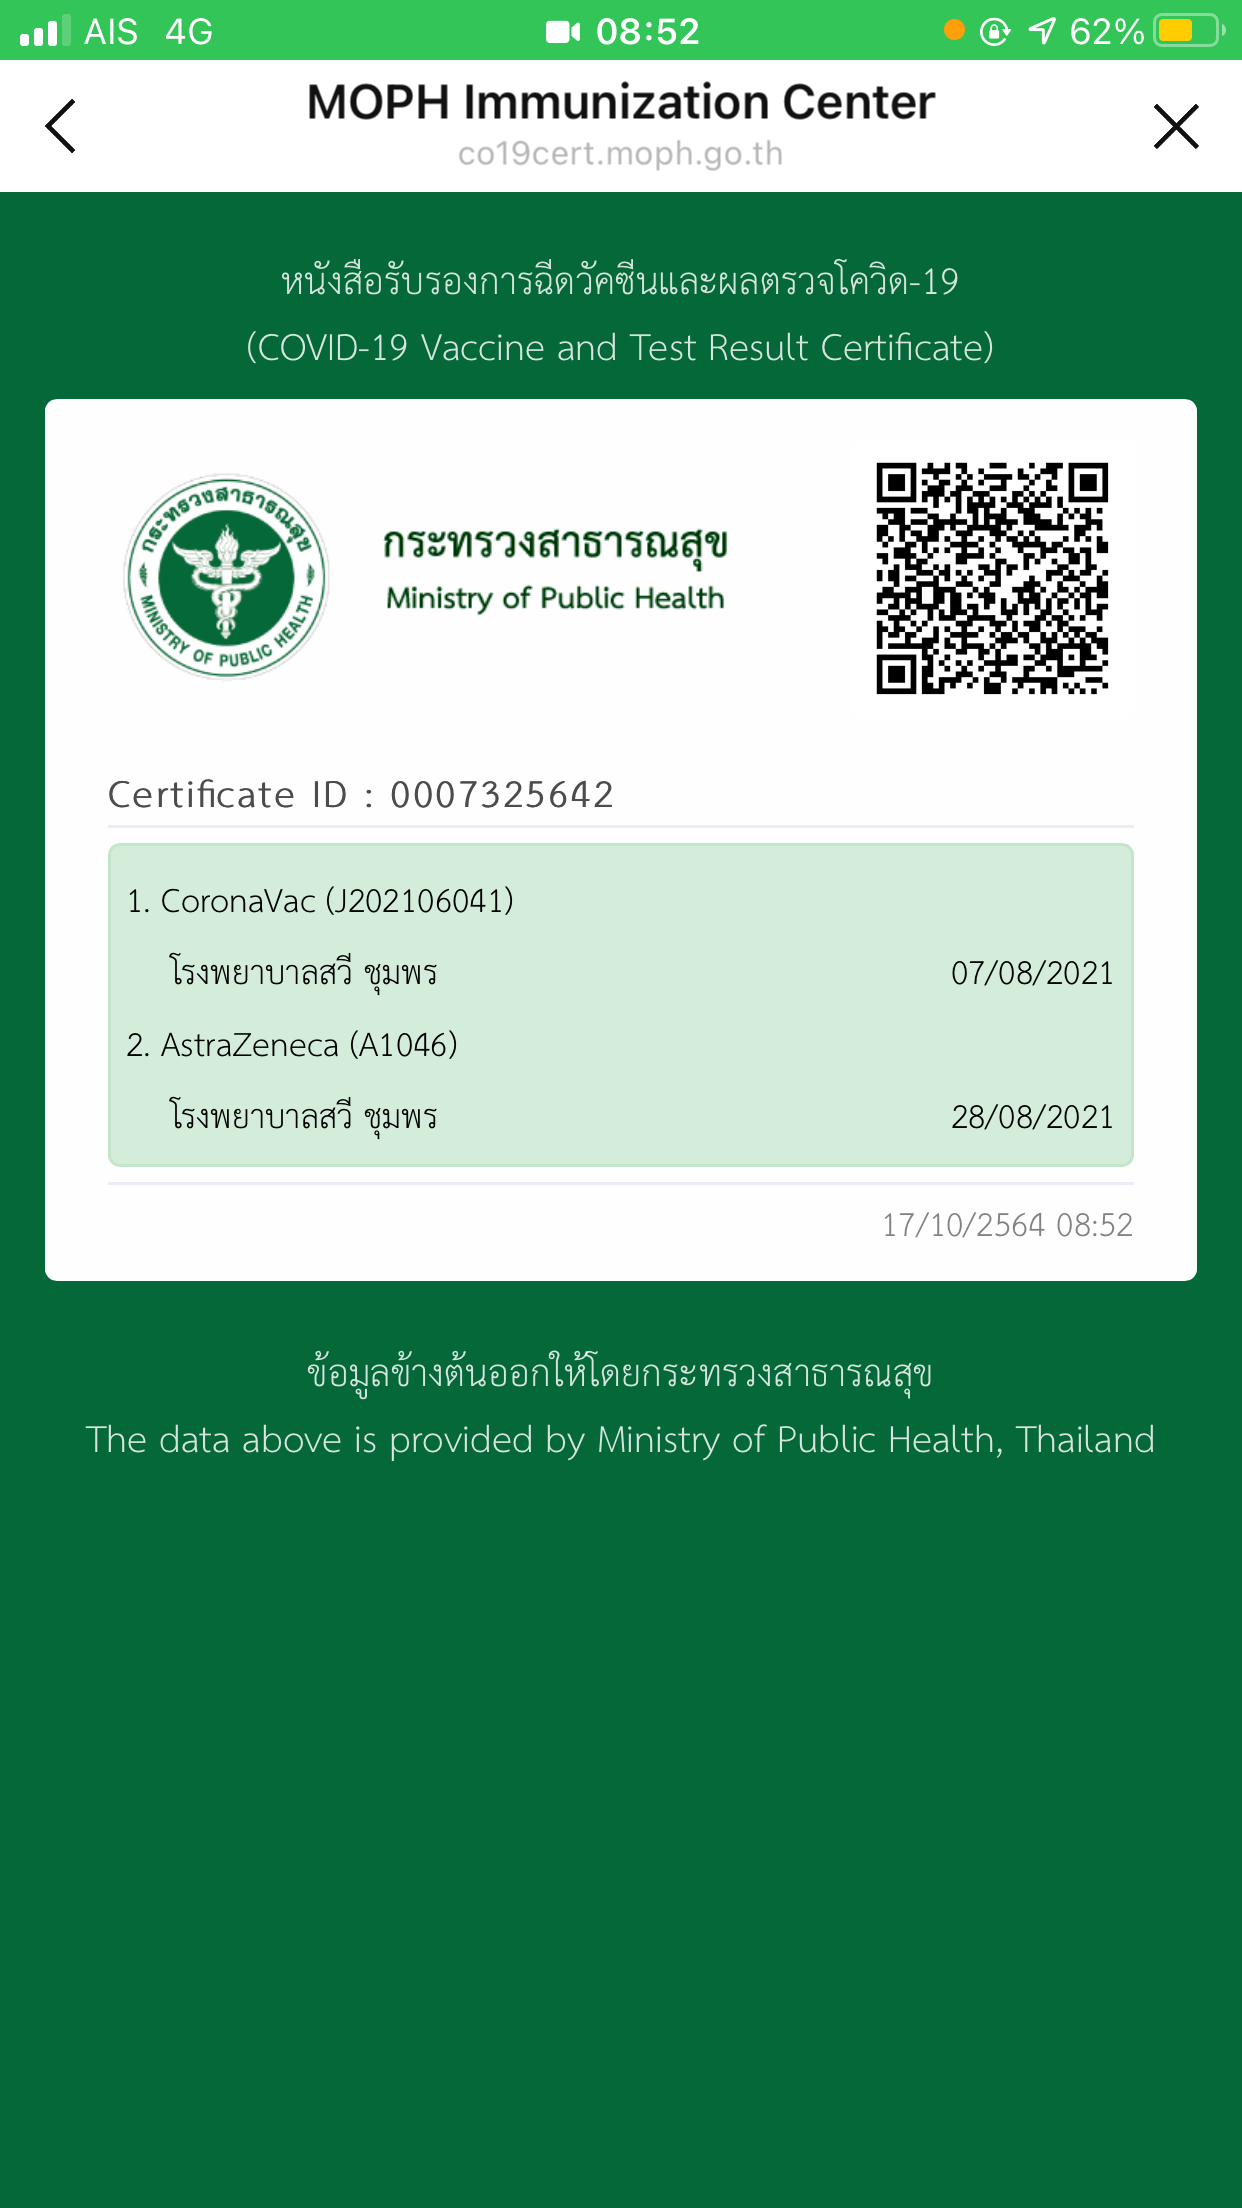 AIS 4G 08:52 62%
MOPH Immunization Center
co19cert.moph.go.th
หนังสือรับรองการฉีดวัคซีนและผลตรวจโควิด-19
(COVID-19 Vaccine and Test Result Certificate)
กระทรวงสาธารณสุข
MINISTRY OF PUBLIC HEALTH
กระทรวงสาธารณสุข
Ministry of Public Health
Certificate ID : 0007325642
1. CoronaVac (J202106041)
โรงพยาบาลสวี ชุมพร 07/08/2021
2. AstraZeneca (A1046)
โรงพยาบาลสวี ชุมพร 28/08/2021
17/10/2564 08:52
ข้อมูลข้างต้นออกให้โดยกระทรวงสาธารณสุข
The data above is provided by Ministry of Public Health, Thailand